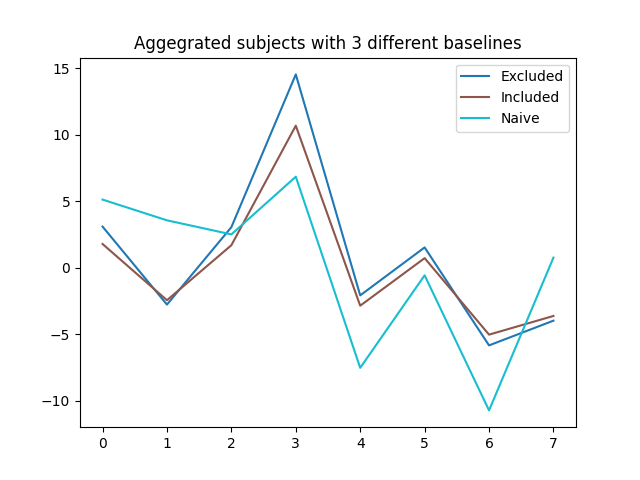 Aggegrated subjects with 3 different baselines
15
10
5
0
−5
−10
Excluded
Included
Naive
0 1 2 3 4 5 6 7